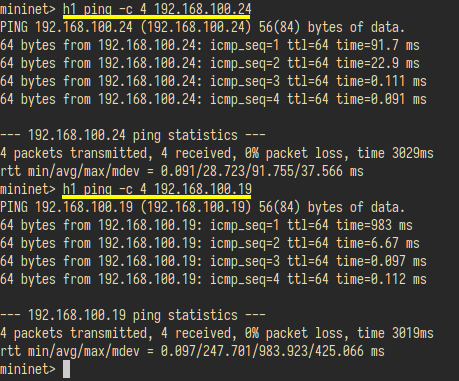 mininet> h1 ping -c 4 192.168.100.24
PING 192.168.100.24 (192.168.100.24) 56(84) bytes of data.
64 bytes from 192.168.100.24: icmp_seq=1 ttl=64 time=91.7 ms
64 bytes from 192.168.100.24: icmp_seq=2 ttl=64 time=22.9 ms
64 bytes from 192.168.100.24: icmp_seq=3 ttl=64 time=0.111 ms
64 bytes from 192.168.100.24: icmp_seq=4 ttl=64 time=0.091 ms
--- 192.168.100.24 ping statistics ---
4 packets transmitted, 4 received, 0% packet loss, time 3029ms
rtt min/avg/max/mdev = 0.091/28.723/91.755/37.566 ms
mininet> h1 ping -c 4 192.168.100.19
PING 192.168.100.19 (192.168.100.19) 56(84) bytes of data.
64 bytes from 192.168.100.19: icmp_seq=1 ttl=64 time=983 ms
64 bytes from 192.168.100.19: icmp_seq=2 ttl=64 time=6.67 ms
64 bytes from 192.168.100.19: icmp_seq=3 ttl=64 time=0.097 ms
64 bytes from 192.168.100.19: icmp_seq=4 ttl=64 time=0.112 ms
--- 192.168.100.19 ping statistics ---
4 packets transmitted, 4 received, 0% packet loss, time 3019ms
rtt min/avg/max/mdev = 0.097/247.701/983.923/425.066 ms
mininet>